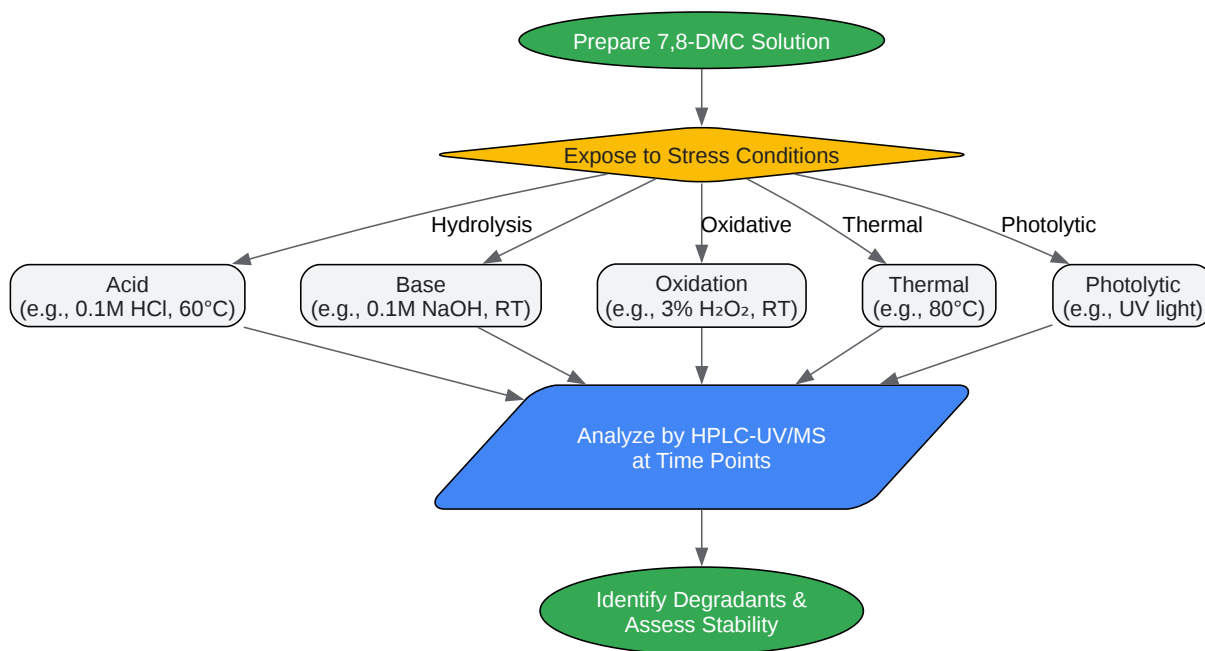 Prepare 7,8-DMC Solution
Expose to Stress Conditions
Hydrolysis
Oxidative
Thermal
Photolytic
Acid
(e.g., 0.1M HCl, 60°C)
Base
(e.g., 0.1M NaOH, RT)
Oxidation
(e.g., 3% H₂O₂, RT)
Thermal
(e.g., 80°C)
Photolytic
(e.g., UV light)
Analyze by HPLC-UV/MS
at Time Points
Identify Degradants &
Assess Stability